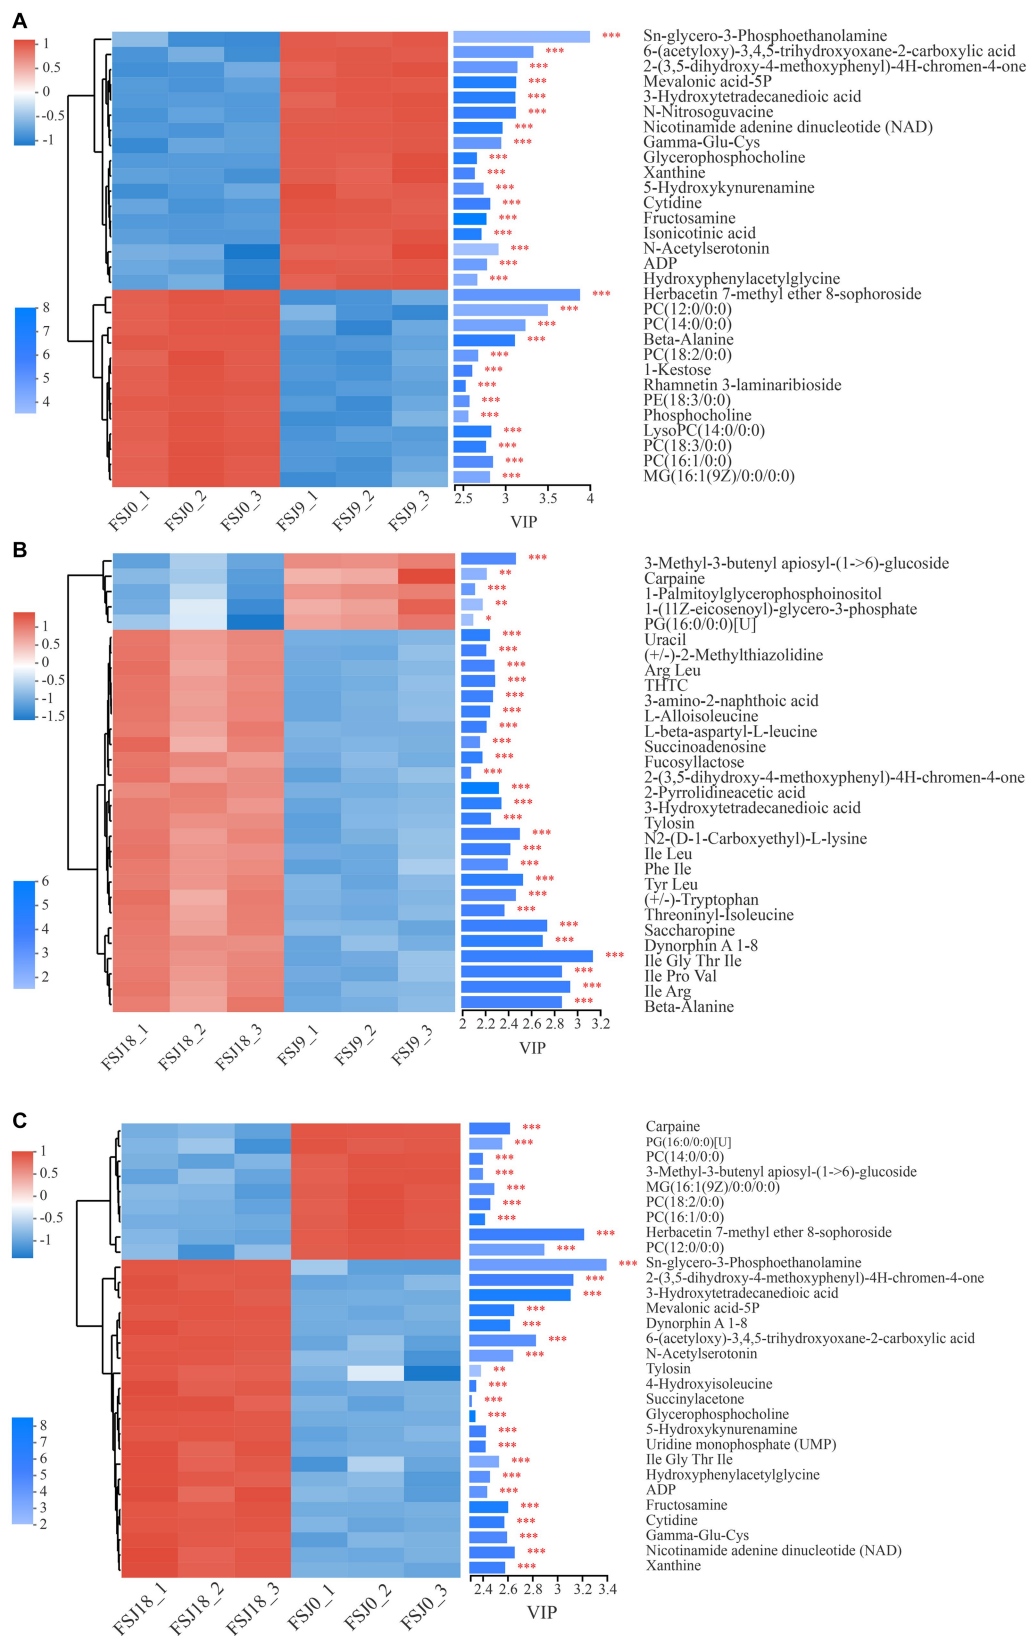 A
1
0.5
0
-0.5
-1
8
7
6
5
4
Sn-glycero-3-Phosphoethanolamine
6-(acetyloxy)-3,4,5-trihydroxyoxane-2-carboxylic acid
2-(3,5-dihydroxy-4-methoxyphenyl)-4H-chromen-4-one
Mevalonic acid-5P
3-Hydroxytetradecanedioic acid
N-Nitrosoguvacine
Nicotinamide adenine dinucleotide (NAD)
Gamma-Glu-Cys
Glycerophosphocholine
Xanthine
5-Hydroxykynurenamine
Cytidine
Fructosamine
Isonicotinic acid
N-Acetylserotonin
ADP
Hydroxyphenylacetylglycine
Herbacetin 7-methyl ether 8-sophoroside
PC(12:0/0:0)
PC(14:0/0:0)
Beta-Alanine
PC(18:2/0:0)
1-Kestose
Rhamnetin 3-laminaribioside
PE(18:3/0:0)
Phosphocholine
LysoPC(14:0/0:0)
PC(18:3/0:0)
PC(16:1/0:0)
MG(16:1(9Z)/0:0/0:0)
FSJ0_1 FSJ0_2 FSJ0_3 FSJ9_1 FSJ9_2 FSJ9_3
2.5 3 3.5 4
VIP
B
1
0.5
0
-0.5
-1
-1.5
6
5
4
3
2
3-Methyl-3-butenyl apiosyl-(1->6)-glucoside
Carpaine
1-Palmitoylglycerophosphoinositol
1-(11Z-eicosenoyl)-glycero-3-phosphate
PG(16:0/0:0)[U]
Uracil
(+/-)-2-Methylthiazolidine
Arg Leu
THTC
3-amino-2-naphthoic acid
L-Alloisoleucine
L-beta-aspartyl-L-leucine
Succinoadenosine
Fucosyllactose
2-(3,5-dihydroxy-4-methoxyphenyl)-4H-chromen-4-one
2-Pyrrolidineacetic acid
3-Hydroxytetradecanedioic acid
Tylosin
N2-(D-1-Carboxyethyl)-L-lysine
Ile Leu
Phe Ile
Tyr Leu
(+/-)-Tryptophan
Threoninyl-Isoleucine
Saccharopine
Dynorphin A 1-8
Ile Gly Thr Ile
Ile Pro Val
Ile Arg
Beta-Alanine
FSJ18_1 FSJ18_2 FSJ18_3 FSJ9_1 FSJ9_2 FSJ9_3
2 2.2 2.4 2.6 2.8 3 3.2
VIP
C
1
0.5
0
-0.5
-1
8
7
6
5
4
3
2
Carpaine
PG(16:0/0:0)[U]
PC(14:0/0:0)
3-Methyl-3-butenyl apiosyl-(1->6)-glucoside
MG(16:1(9Z)/0:0/0:0)
PC(18:2/0:0)
PC(16:1/0:0)
Herbacetin 7-methyl ether 8-sophoroside
PC(12:0/0:0)
Sn-glycero-3-Phosphoethanolamine
2-(3,5-dihydroxy-4-methoxyphenyl)-4H-chromen-4-one
3-Hydroxytetradecanedioic acid
Mevalonic acid-5P
Dynorphin A 1-8
6-(acetyloxy)-3,4,5-trihydroxyoxane-2-carboxylic acid
N-Acetylserotonin
Tylosin
4-Hydroxyisoleucine
Succinylacetone
Glycerophosphocholine
5-Hydroxykynurenamine
Uridine monophosphate (UMP)
Ile Gly Thr Ile
Hydroxyphenylacetylglycine
ADP
Fructosamine
Cytidine
Gamma-Glu-Cys
Nicotinamide adenine dinucleotide (NAD)
Xanthine
FSJ18_1 FSJ18_2 FSJ18_3 FSJ0_1 FSJ0_2 FSJ0_3
2.4 2.6 2.8 3 3.2 3.4
VIP